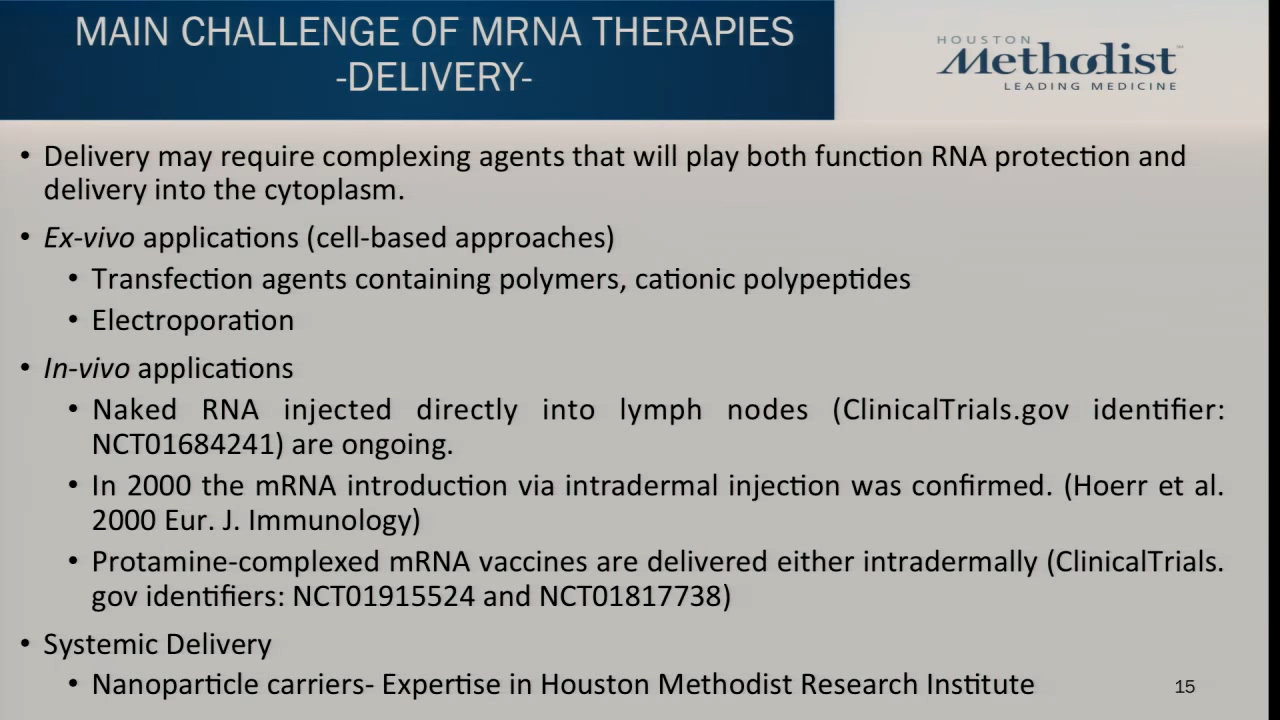 MAIN CHALLENGE OF MRNA THERAPIES
-DELIVERY-
HOUSTON
Methodist™
LEADING MEDICINE
• Delivery may require complexing agents that will play both function RNA protection and
delivery into the cytoplasm.
• Ex-vivo applications (cell-based approaches)
• Transfection agents containing polymers, cationic polypeptides
• Electroporation
• In-vivo applications
• Naked RNA injected directly into lymph nodes (ClinicalTrials.gov identifier:
NCT01684241) are ongoing.
• In 2000 the mRNA introduction via intradermal injection was confirmed. (Hoerr et al.
2000 Eur. J. Immunology)
• Protamine-complexed mRNA vaccines are delivered either intradermally (ClinicalTrials.
gov identifiers: NCT01915524 and NCT01817738)
• Systemic Delivery
• Nanoparticle carriers- Expertise in Houston Methodist Research Institute
15